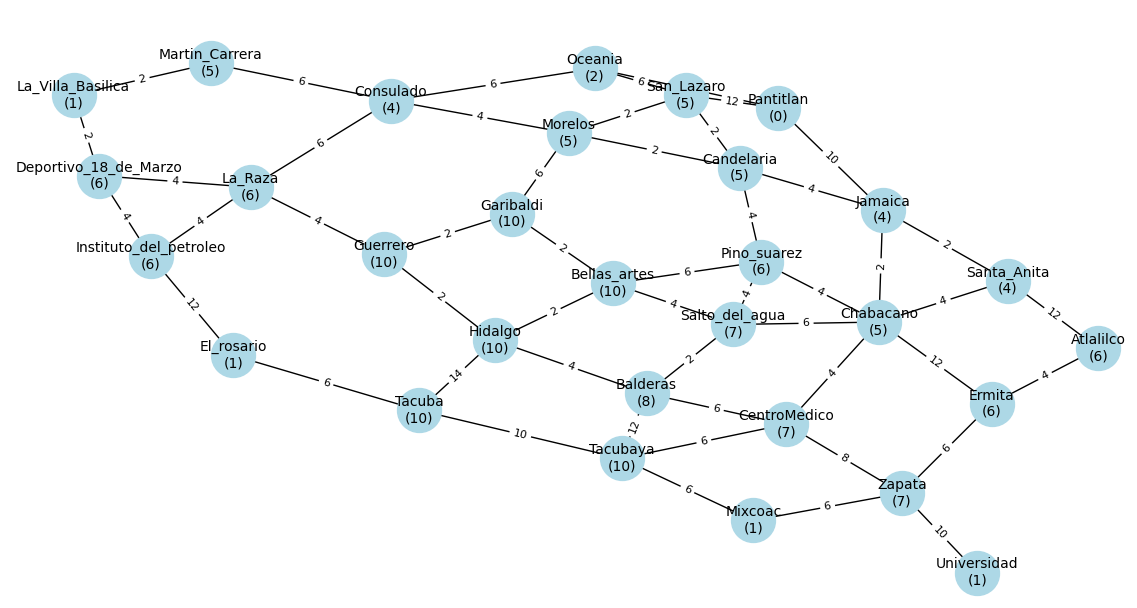 Martin_Carrera
(5)
La_Villa_Basilica
(1)
2
6
Oceania
(2)
Consulado
(4)
6
6
San_Lazaro
(5)
12
Pantitlan
(0)
Morelos
(5)
4
2
2
2
6
Deportivo_18_de_Marzo
(6)
4
La_Raza
(6)
2
Candelaria
(5)
10
6
4
Jamaica
(4)
4
4
4
Garibaldi
(10)
2
4
2
Instituto_del_petroleo
(6)
Guerrero
(10)
2
Pino_suarez
(6)
2
Santa_Anita
(4)
Bellas_artes
(10)
6
4
4
4
12
2
4
12
Hidalgo
(10)
2
Salto_del_agua
(7)
6
Chabacano
(5)
Atlalilco
(6)
El_rosario
(1)
2
12
4
4
4
14
6
Balderas
(8)
Ermita
(6)
Tacuba
(10)
6
CentroMedico
(7)
12
10
6
6
Tacubaya
(10)
8
6
Zapata
(7)
6
Mixcoac
(1)
10
Universidad
(1)